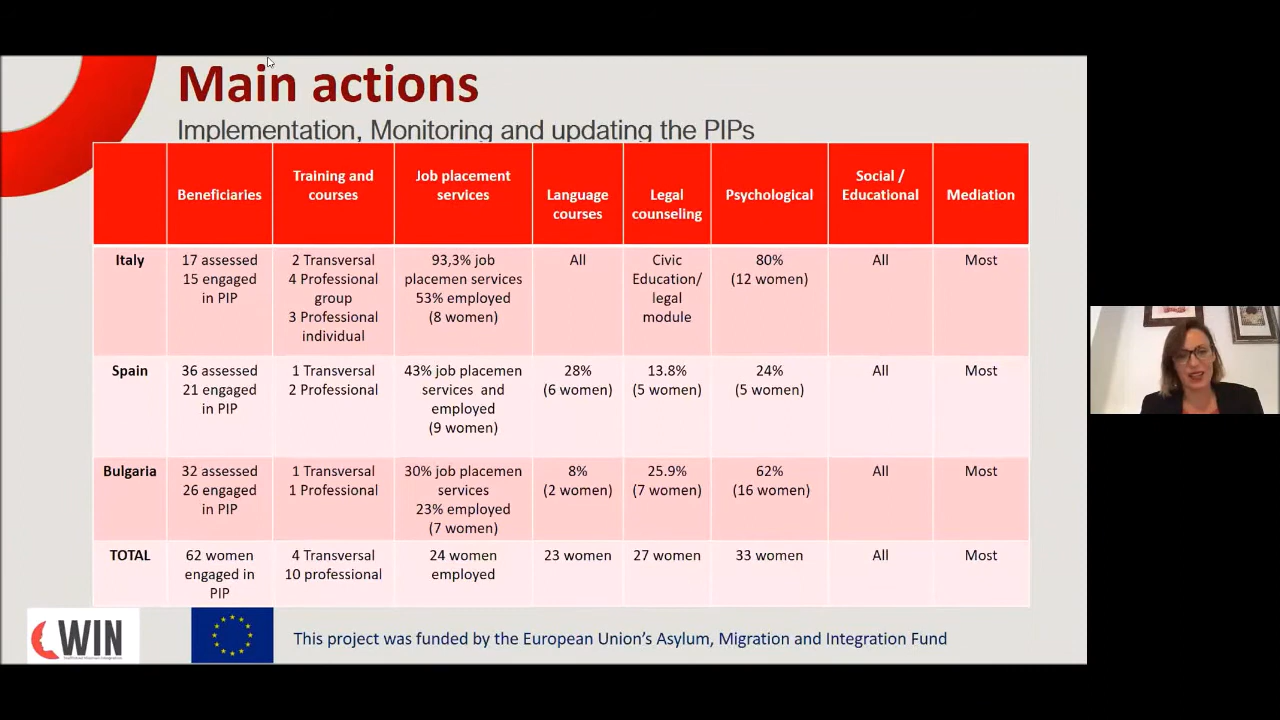 Main actions
Implementation, Monitoring and updating the PIPs
Beneficiaries
Training and
courses
Job placement
services
Language
courses
Legal
counseling
Psychological
Social /
Educational
Mediation
Italy
17 assessed
15 engaged
in PIP
2 Transversal
4 Professional
group
3 Professional
individual
93,3% job
placemen services
53% employed
(8 women)
All
Civic
Education/
legal
module
80%
(12 women)
All
Most
Spain
36 assessed
21 engaged
in PIP
1 Transversal
2 Professional
43% job placemen
services and
employed
(9 women)
28%
(6 women)
13.8%
(5 women)
24%
(5 women)
All
Most
Bulgaria
32 assessed
26 engaged
in PIP
1 Transversal
1 Professional
30% job placemen
services
23% employed
(7 women)
8%
(2 women)
25.9%
(7 women)
62%
(16 women)
All
Most
TOTAL
62 women
engaged in
PIP
4 Transversal
10 professional
24 women
employed
23 women
27 women
33 women
All
Most
WIN
This project was funded by the European Union's Asylum, Migration and Integration Fund